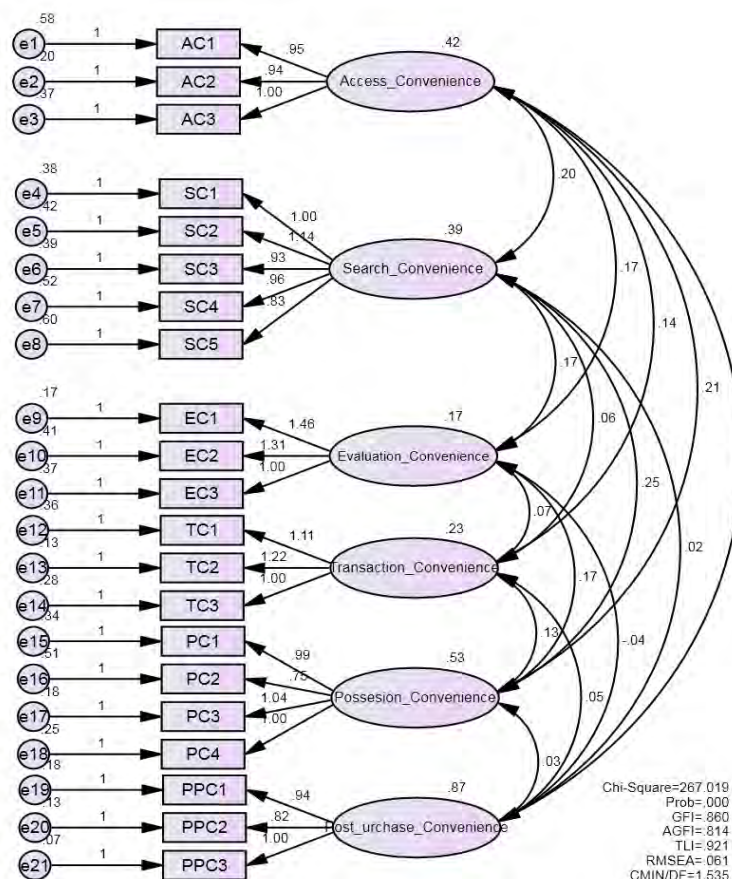 .58
e1 1 AC1 .95 .42
.20
e2 1 AC2 .94 Access_Convenience
.37
e3 1 AC3 1.00
.20
.38
e4 1 SC1 1.00
.42
e5 1 SC2 1.14 .39
.39
e6 1 SC3 .93 Search_Convenience .17
.52
e7 1 SC4 .96
.60
e8 1 SC5 .83 .14
.17 .21
.17
e9 1 EC1 1.46 .17 .06
.41
e10 1 EC2 1.31 Evaluation_Convenience .25
.37
e11 1 EC3 1.00
.36
e12 1 TC1 1.11 .23 .07 .02
.13
e13 1 TC2 1.22 Transaction_Convenience .17
.28
e14 1 TC3 1.00
.34
e15 1 PC1 .99 .53 .13 -.04
.51
e16 1 PC2 .75 Possesion_Convenience .05
.18
e17 1 PC3 1.04
.25
e18 1 PC4 1.00 .03
.18
e19 1 PPC1 .94 .87
.13
e20 1 PPC2 .82 Post_urchase_Convenience
.07
e21 1 PPC3 1.00
Chi-Square=267.019
Prob=.000
GFI=.860
AGFI=.814
TLI=.921
RMSEA=.061
CMIN/DF=1.535